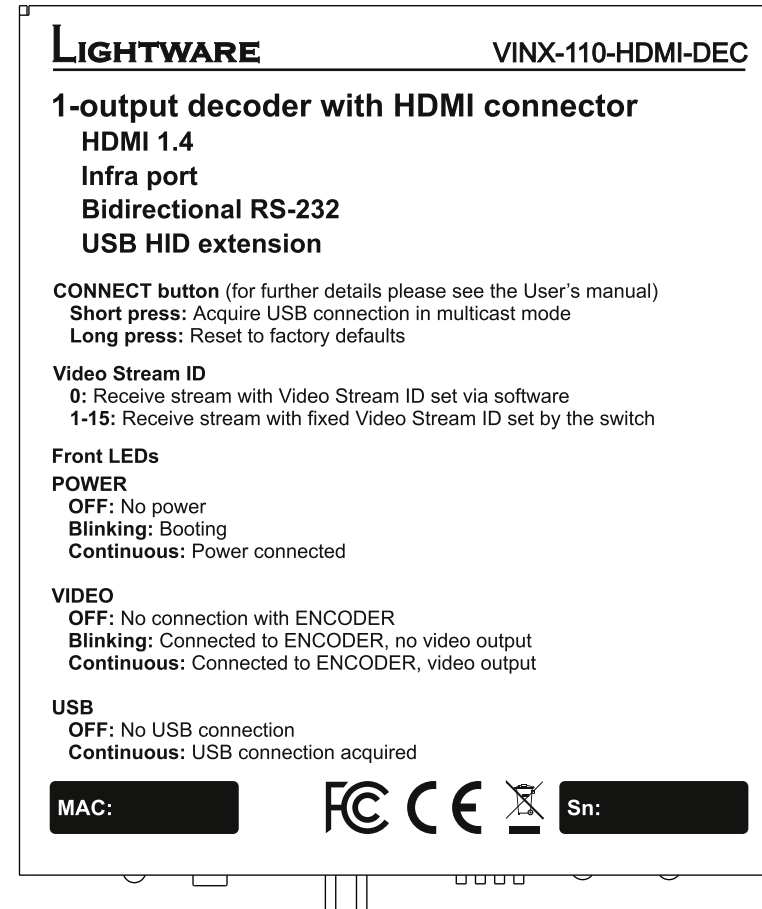 LIGHTWARE VINX-110-HDMI-DEC
1-output decoder with HDMI connector
HDMI 1.4
Infra port
Bidirectional RS-232
USB HID extension
CONNECT button (for further details please see the User's manual)
Short press: Acquire USB connection in multicast mode
Long press: Reset to factory defaults
Video Stream ID
0: Receive stream with Video Stream ID set via software
1-15: Receive stream with fixed Video Stream ID set by the switch
Front LEDs
POWER
OFF: No power
Blinking: Booting
Continuous: Power connected
VIDEO
OFF: No connection with ENCODER
Blinking: Connected to ENCODER, no video output
Continuous: Connected to ENCODER, video output
USB
OFF: No USB connection
Continuous: USB connection acquired
MAC: FC CE Sn: